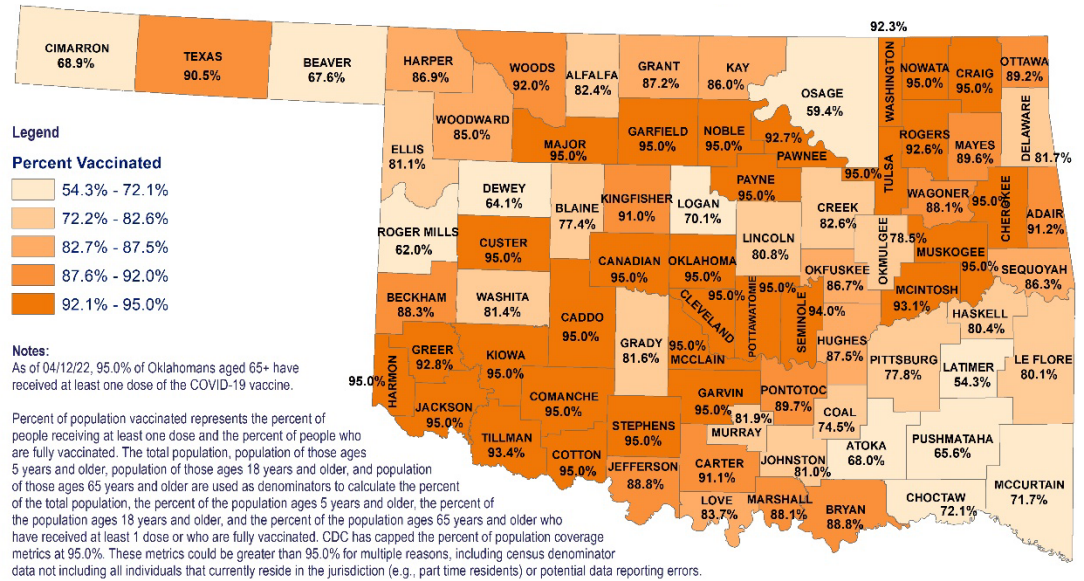 92.3%
CIMARRON
68.9%
TEXAS
90.5%
BEAVER
67.6%
HARPER
86.9%
WOODS
92.0%
ALFALFA
82.4%
GRANT
87.2%
KAY
86.0%
OSAGE
59.4%
WASHINGTON
NOWATA
95.0%
CRAIG
95.0%
OTTAWA
89.2%
Legend
Percent Vaccinated
54.3% - 72.1%
72.2% - 82.6%
82.7% - 87.5%
87.6% - 92.0%
92.1% - 95.0%
WOODWARD
85.0%
ELLIS
81.1%
MAJOR
95.0%
GARFIELD
95.0%
NOBLE
95.0%
92.7%
PAWNEE
ROGERS
92.6%
MAYES
89.6%
DELAWARE
81.7%
DEWEY
64.1%
BLAINE
77.4%
KINGFISHER
91.0%
LOGAN
70.1%
PAYNE
95.0%
95.0%
TULSA
CREEK
82.6%
WAGONER
88.1%
95.0%
CHEROKEE
ADAIR
91.2%
ROGER MILLS
62.0%
CUSTER
95.0%
CANADIAN
95.0%
OKLAHOMA
95.0%
LINCOLN
80.8%
OKMULGEE
78.5%
MUSKOGEE
95.0%
SEQUOYAH
86.3%
BECKHAM
88.3%
WASHITA
81.4%
CADDO
95.0%
GRADY
81.6%
95.0%
CLEVELAND
POTTAWATOMIE
95.0%
SEMINOLE
94.0%
OKFUSKEE
86.7%
MCINTOSH
93.1%
HASKELL
80.4%
95.0%
MCCLAIN
HUGHES
87.5%
PITTSBURG
77.8%
LATIMER
54.3%
LE FLORE
80.1%
95.0%
HARMON
GREER
92.8%
KIOWA
95.0%
JACKSON
95.0%
COMANCHE
95.0%
TILLMAN
93.4%
COTTON
95.0%
STEPHENS
95.0%
GARVIN
95.0%
PONTOTOC
89.7%
81.9%
MURRAY
COAL
74.5%
ATOKA
68.0%
PUSHMATAHA
65.6%
MCCURTAIN
71.7%
JEFFERSON
88.8%
CARTER
91.1%
JOHNSTON
81.0%
LOVE
83.7%
MARSHALL
88.1%
BRYAN
88.8%
CHOCTAW
72.1%
Notes:
As of 04/12/22, 95.0% of Oklahomans aged 65+ have
received at least one dose of the COVID-19 vaccine.
Percent of population vaccinated represents the percent of
people receiving at least one dose and the percent of people who
are fully vaccinated. The total population, population of those ages
5 years and older, population of those ages 18 years and older, and population
of those ages 65 years and older are used as denominators to calculate the percent
of the total population, the percent of the population ages 5 years and older, the percent of
the population ages 18 years and older, and the percent of the population ages 65 years and older who
have received at least 1 dose or who are fully vaccinated. CDC has capped the percent of population coverage
metrics at 95.0%. These metrics could be greater than 95.0% for multiple reasons, including census denominator
data not including all individuals that currently reside in the jurisdiction (e.g., part time residents) or potential data reporting errors.